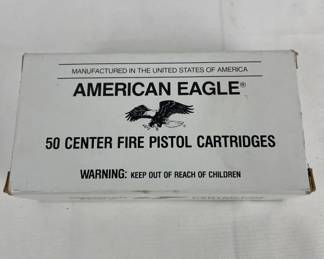 MANUFACTURED IN THE UNITED STATES OF AMERICA
AMERICAN EAGLE®
50 CENTER FIRE PISTOL CARTRIDGES
WARNING: KEEP OUT OF REACH OF CHILDREN